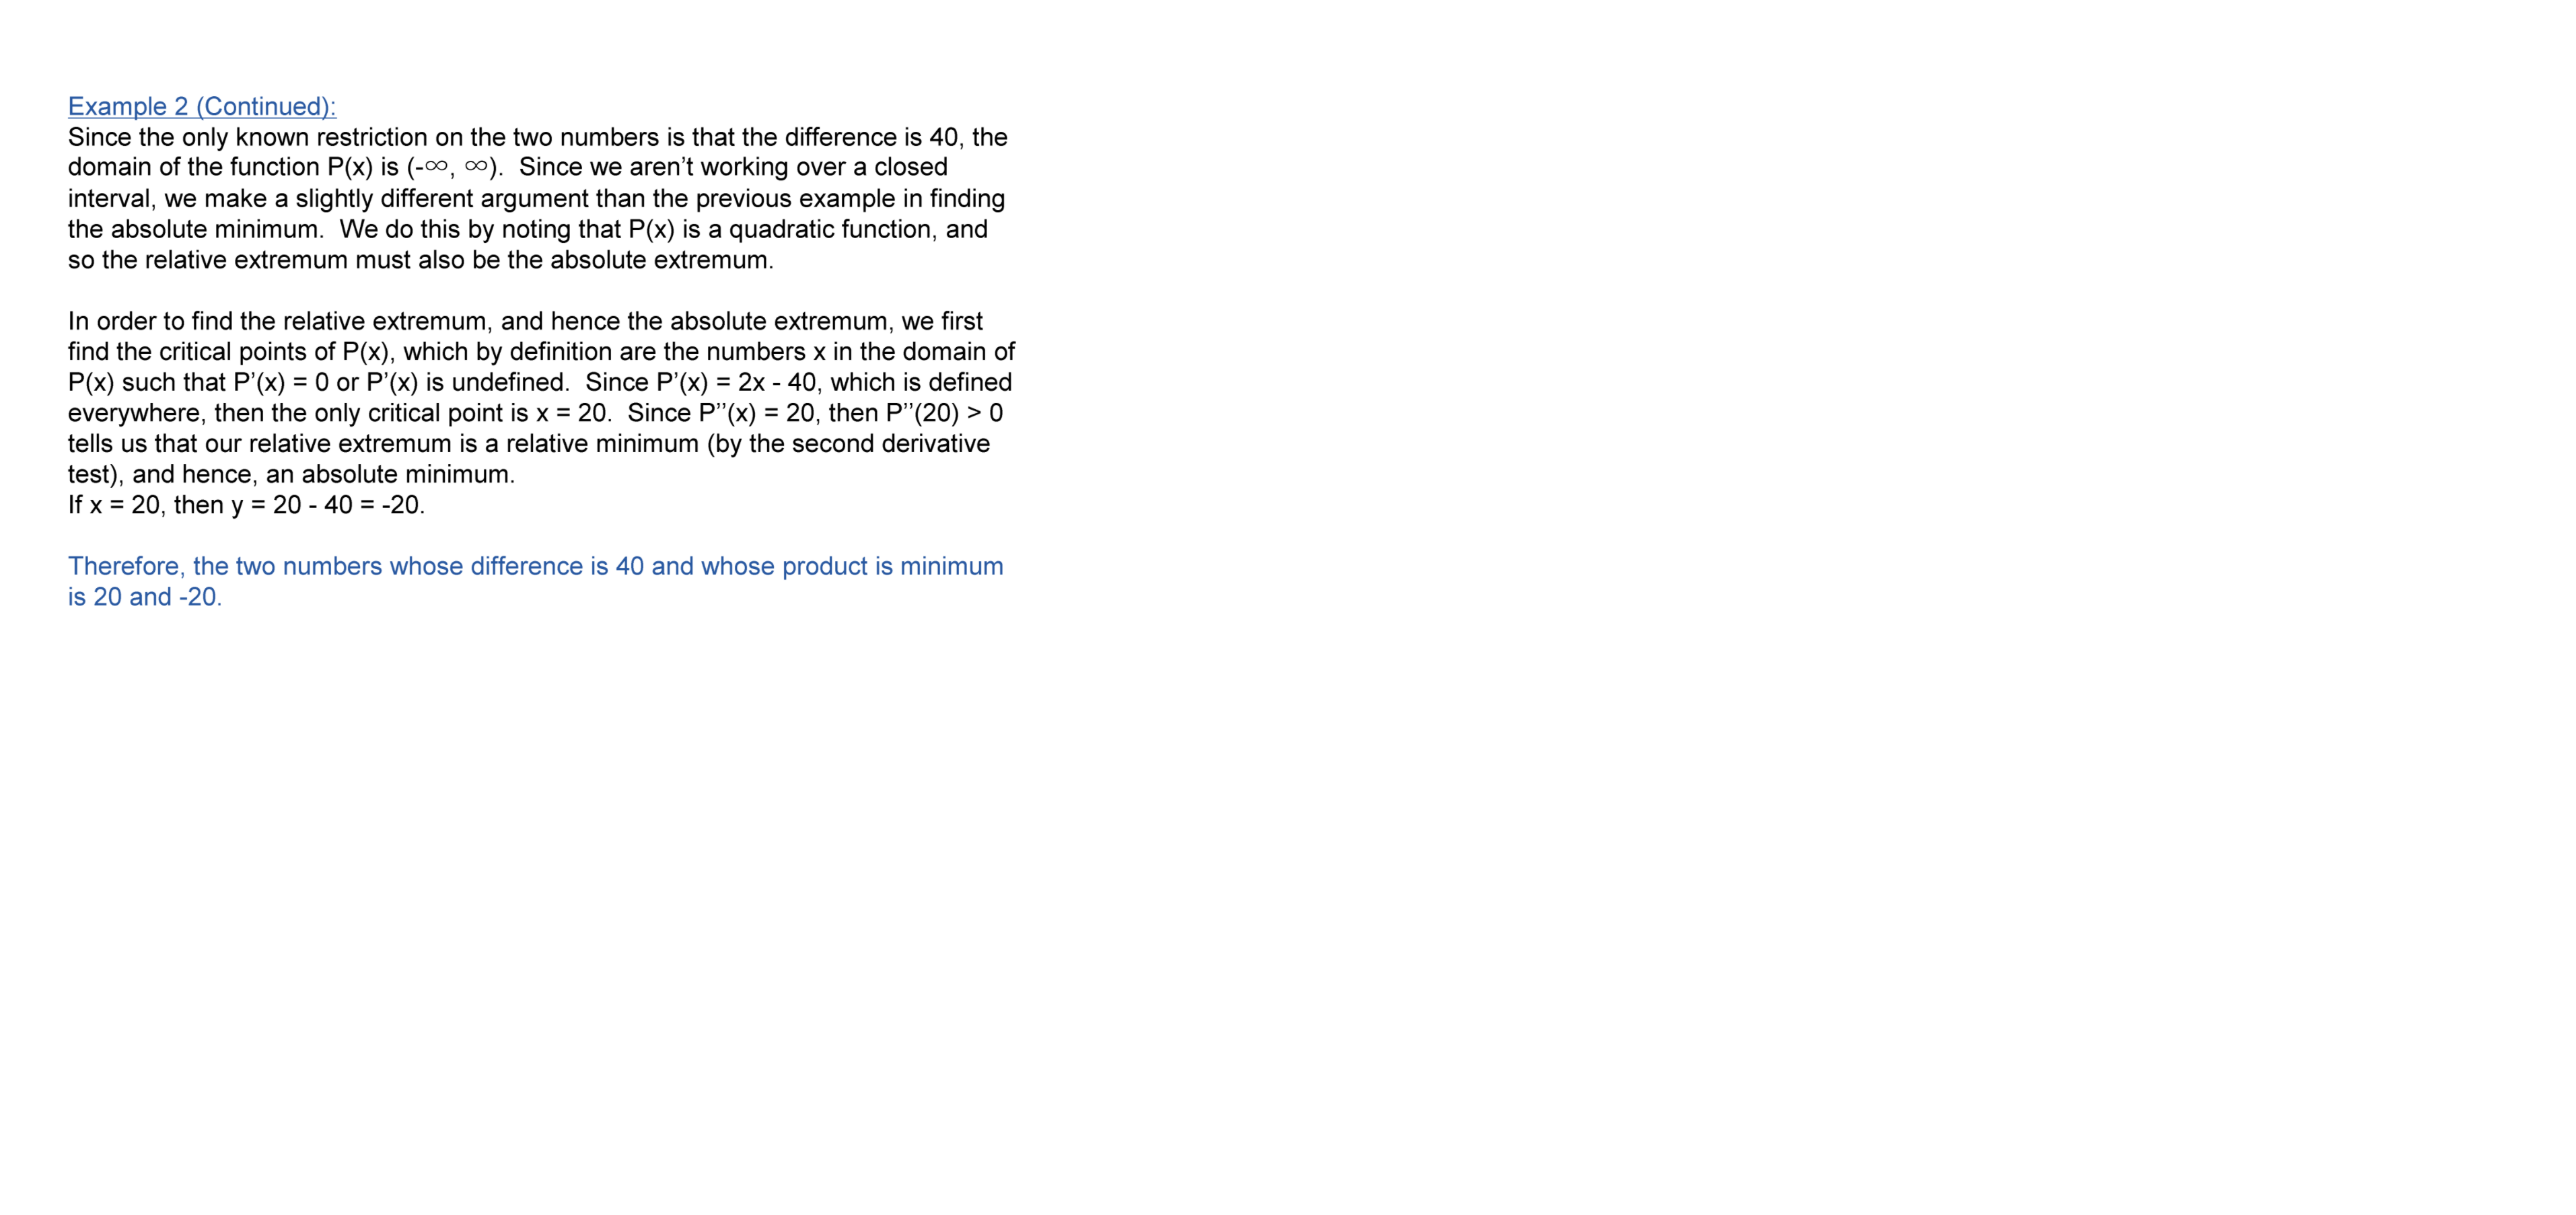 Example 2 (Continued):
Since the only known restriction on the two numbers is that the difference is 40, the
domain of the function P(x) is (-∞, ∞).  Since we aren’t working over a closed
interval, we make a slightly different argument than the previous example in finding
the absolute minimum.  We do this by noting that P(x) is a quadratic function, and
so the relative extremum must also be the absolute extremum.
In order to find the relative extremum, and hence the absolute extremum, we first
find the critical points of P(x), which by definition are the numbers x in the domain of
P(x) such that P’(x) = 0 or P’(x) is undefined.  Since P’(x) = 2x - 40, which is defined
everywhere, then the only critical point is x = 20.  Since P’’(x) = 20, then P’’(20) > 0
tells us that our relative extremum is a relative minimum (by the second derivative
test), and hence, an absolute minimum.
If x = 20, then y = 20 - 40 = -20.
Therefore, the two numbers whose difference is 40 and whose product is minimum
is 20 and -20.